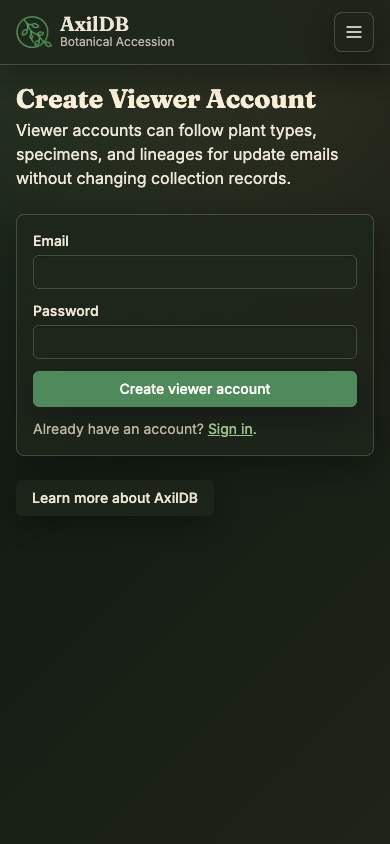 AxilDB
Botanical Accession
Create Viewer Account
Viewer accounts can follow plant types,
specimens, and lineages for update emails
without changing collection records.
Email
Password
Create viewer account
Already have an account? Sign in.
Learn more about AxilDB